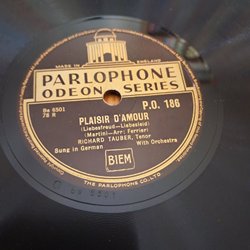 MADE IN ENGLAND
PARLOPHONE
ODEON SERIES
Be 6501
78 R
P.O. 186
PLAISIR D'AMOUR
(Liebesfreud—Liebesleid)
(Martini—Arr: Ferrier)
RICHARD TAUBER, Tenor
Sung in German
With Orchestra
BIEM
THE PARLOPHONE CO. LTD.